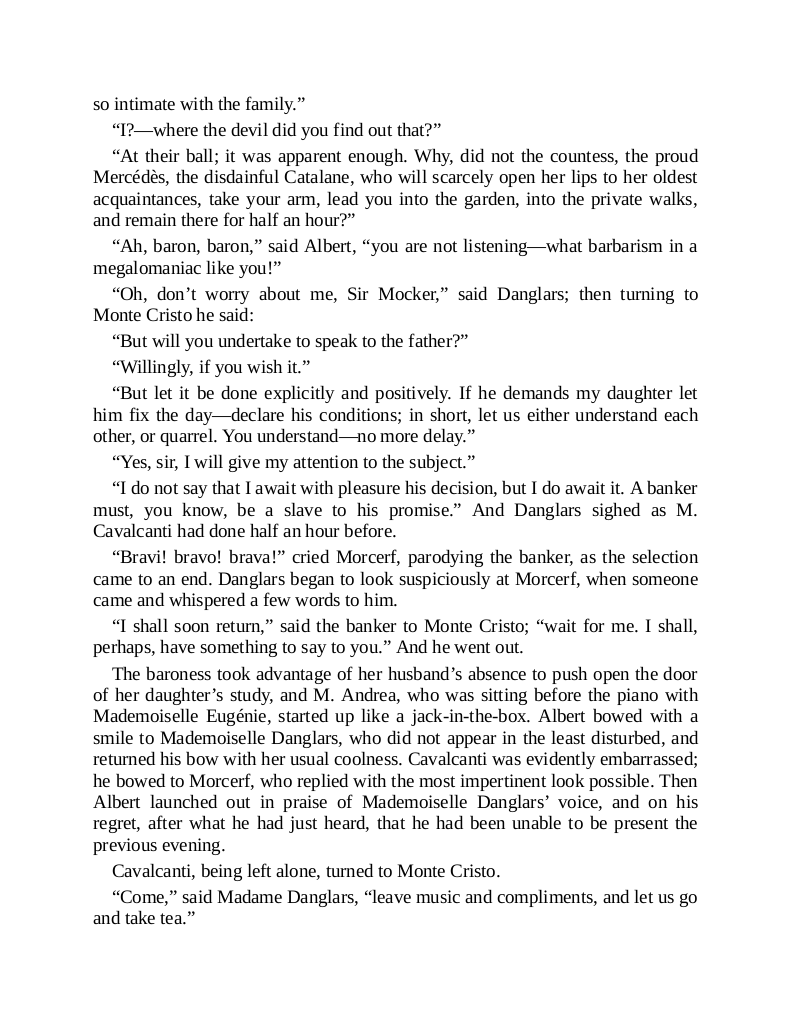 so intimate with the family.”
“I?—where the devil did you find out that?”
“At their ball; it was apparent enough. Why, did not the countess, the proud
Mercédès, the disdainful Catalane, who will scarcely open her lips to her oldest
acquaintances, take your arm, lead you into the garden, into the private walks,
and remain there for half an hour?”
“Ah, baron, baron,” said Albert, “you are not listening—what barbarism in a
megalomaniac like you!”
“Oh, don’t worry about me, Sir Mocker,” said Danglars; then turning to
Monte Cristo he said:
“But will you undertake to speak to the father?”
“Willingly, if you wish it.”
“But let it be done explicitly and positively. If he demands my daughter let
him fix the day—declare his conditions; in short, let us either understand each
other, or quarrel. You understand—no more delay.”
“Yes, sir, I will give my attention to the subject.”
“I do not say that I await with pleasure his decision, but I do await it. A banker
must, you know, be a slave to his promise.” And Danglars sighed as M.
Cavalcanti had done half an hour before.
“Bravi! bravo! brava!” cried Morcerf, parodying the banker, as the selection
came to an end. Danglars began to look suspiciously at Morcerf, when someone
came and whispered a few words to him.
“I shall soon return,” said the banker to Monte Cristo; “wait for me. I shall,
perhaps, have something to say to you.” And he went out.
The baroness took advantage of her husband’s absence to push open the door
of her daughter’s study, and M. Andrea, who was sitting before the piano with
Mademoiselle Eugénie, started up like a jack-in-the-box. Albert bowed with a
smile to Mademoiselle Danglars, who did not appear in the least disturbed, and
returned his bow with her usual coolness. Cavalcanti was evidently embarrassed;
he bowed to Morcerf, who replied with the most impertinent look possible. Then
Albert launched out in praise of Mademoiselle Danglars’ voice, and on his
regret, after what he had just heard, that he had been unable to be present the
previous evening.
Cavalcanti, being left alone, turned to Monte Cristo.
“Come,” said Madame Danglars, “leave music and compliments, and let us go
and take tea.”